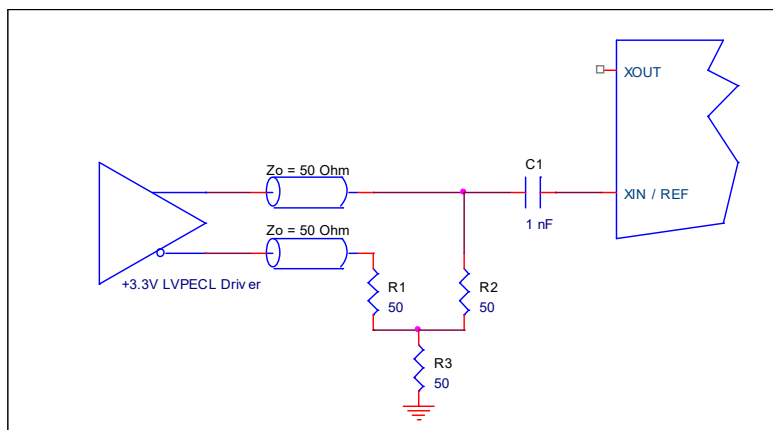 XOUT
Zo = 50 Ohm
C1
XIN / REF
1 nF
Zo = 50 Ohm
+3.3V LVPECL Driver
R1
50
R2
50
R3
50